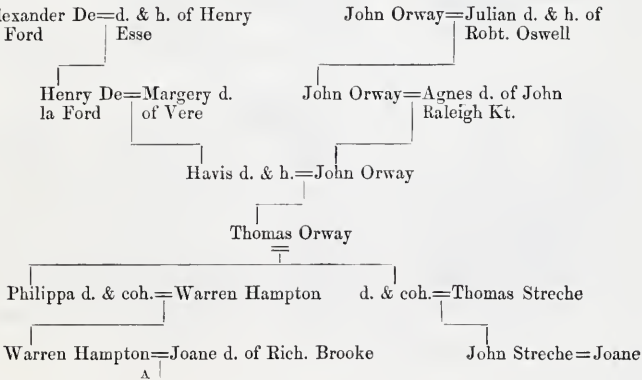 lexander De=d. & h. of Henry John Orway=Julian d. & h. of
Ford Esse Robt. Oswell
Henry De=Margery d. John Orway=Agnes d. of John
la Ford of Vere Raleigh Kt.
Havis d. & h.=John Orway
Thomas Orway
=
Philippa d. & coh.=Warren Hampton d. & coh.=Thomas Streche
Warren Hampton=Joane d. of Rich. Brooke John Streche=Joane
A